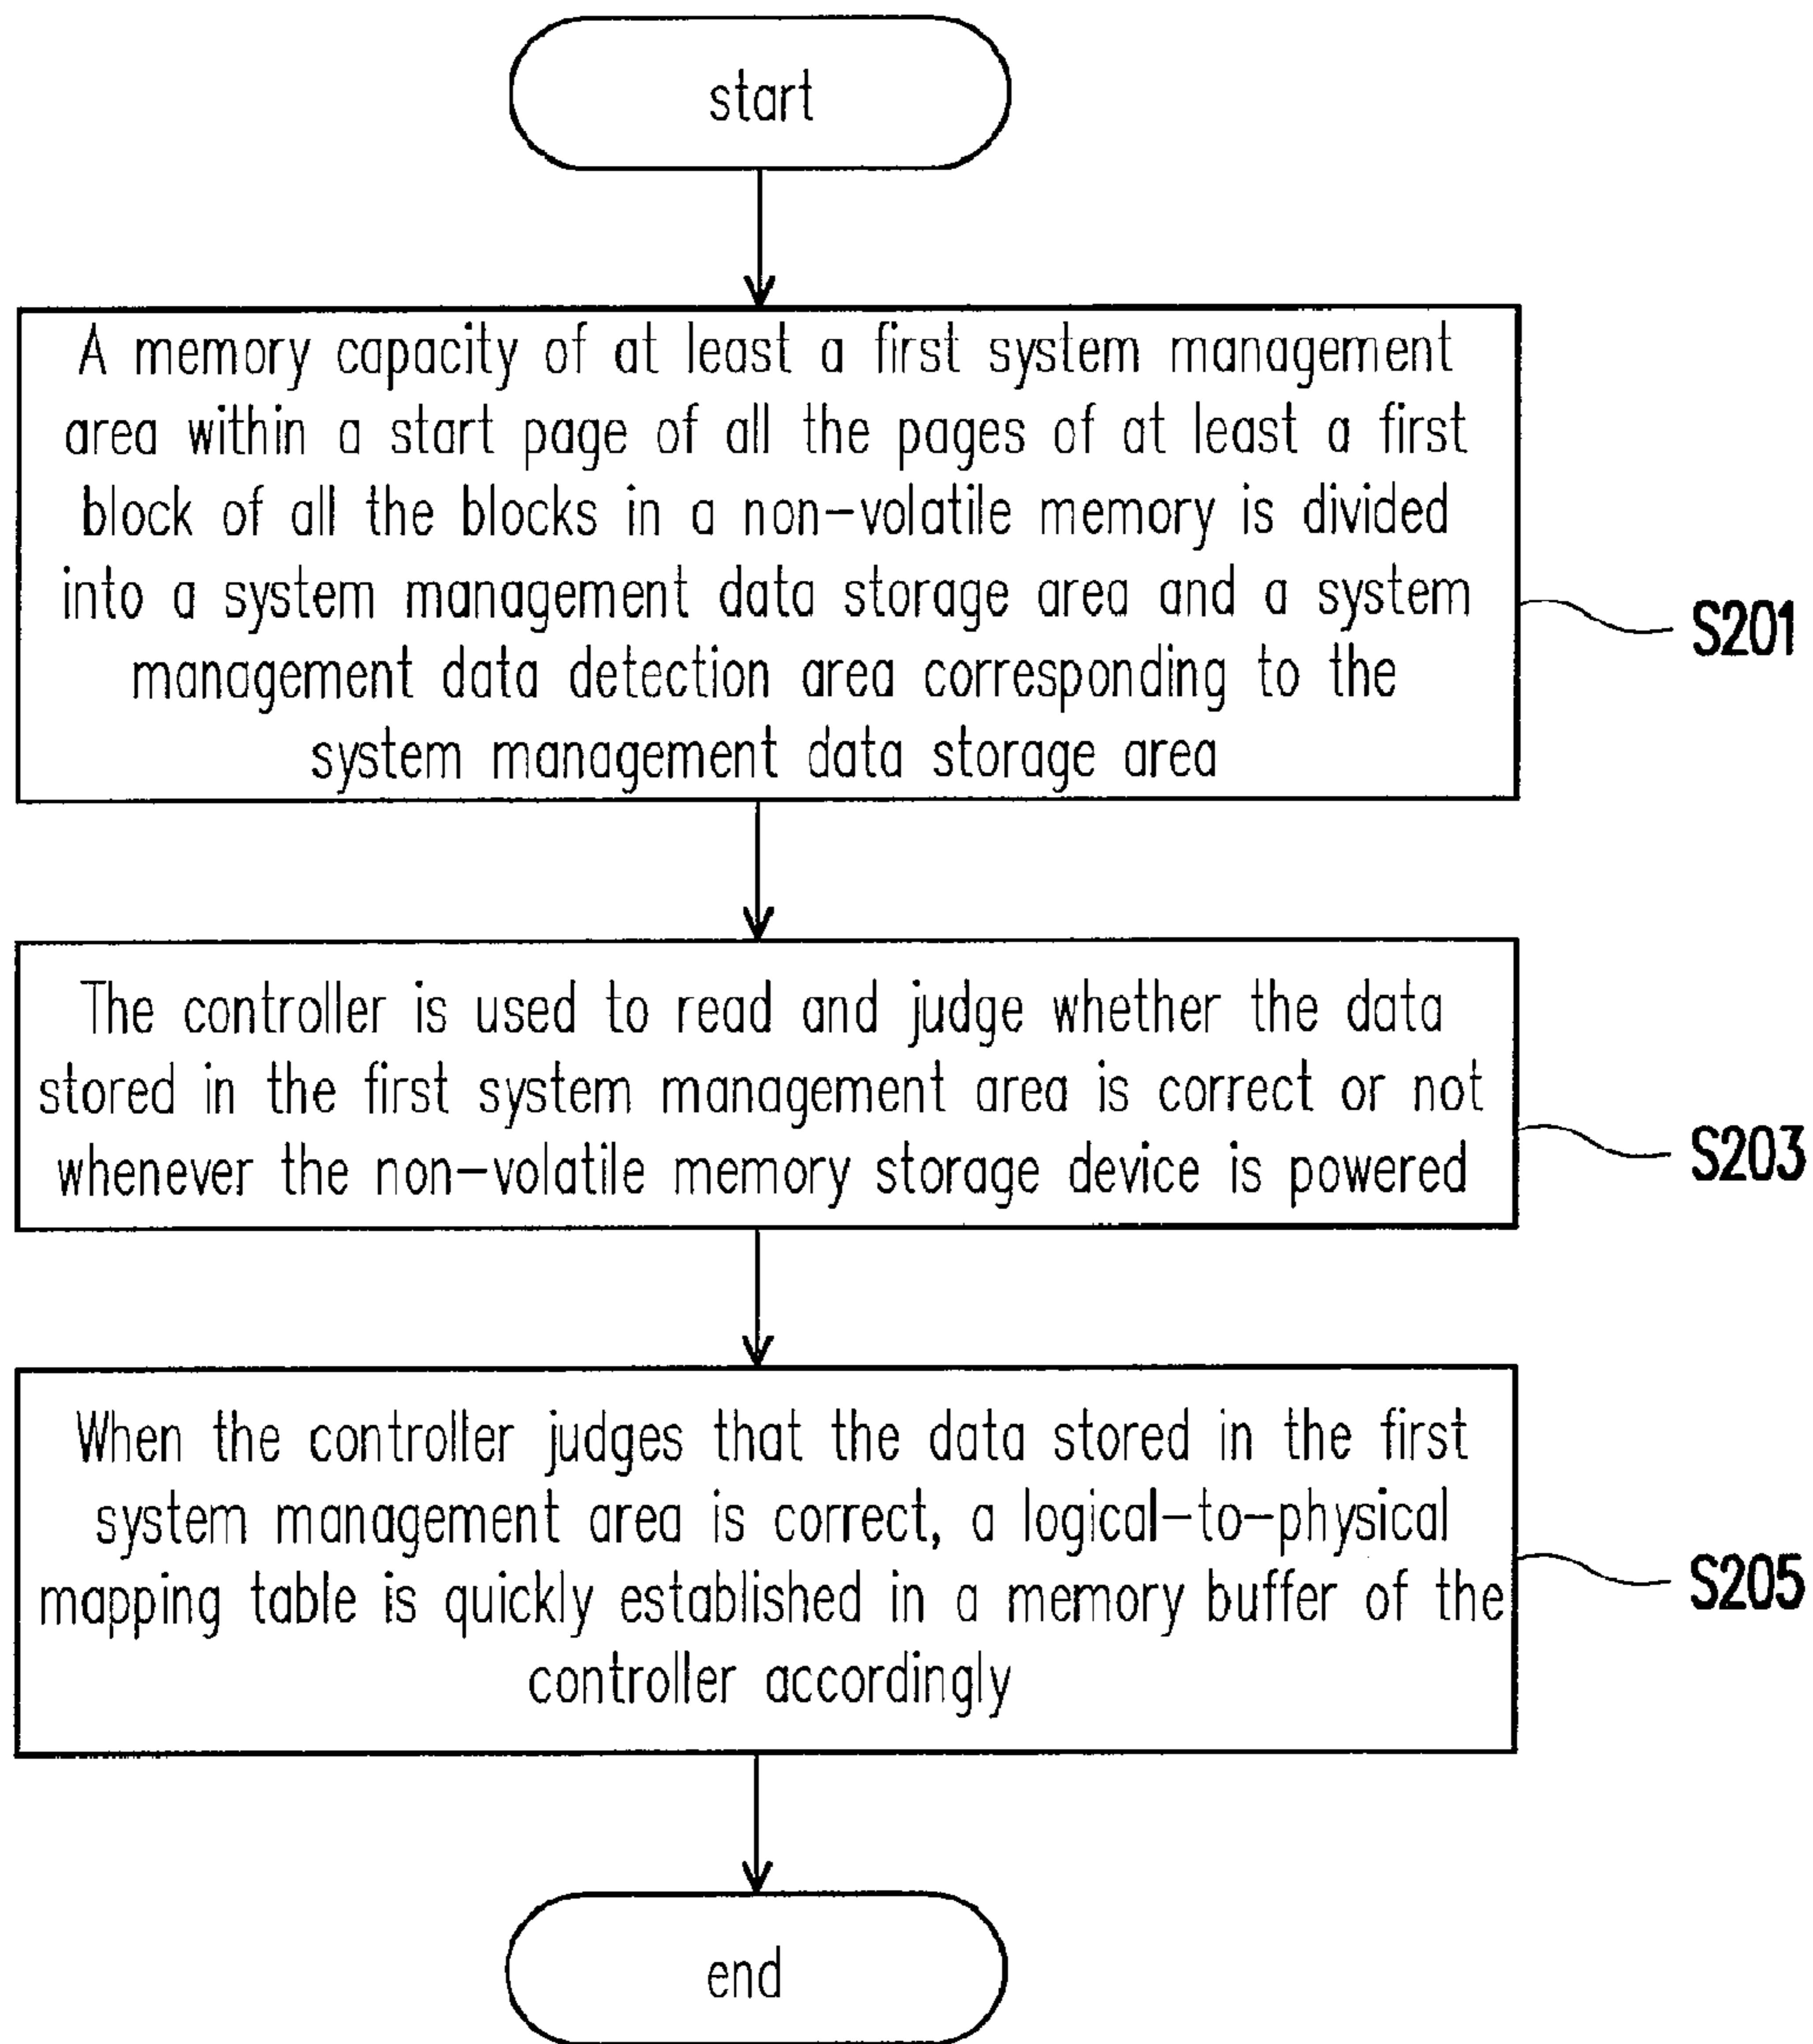 start
A memory capacity of at least a first system management
area within a start page of all the pages of at least a first
block of all the blocks in a non-volatile memory is divided
into a system management data storage area and a system
management data detection area corresponding to the
system management data storage area
S201
The controller is used to read and judge whether the data
stored in the first system management area is correct or not
whenever the non-volatile memory storage device is powered
S203
When the controller judges that the data stored in the first
system management area is correct, a logical-to-physical
mapping table is quickly established in a memory buffer of the
controller accordingly
S205
end